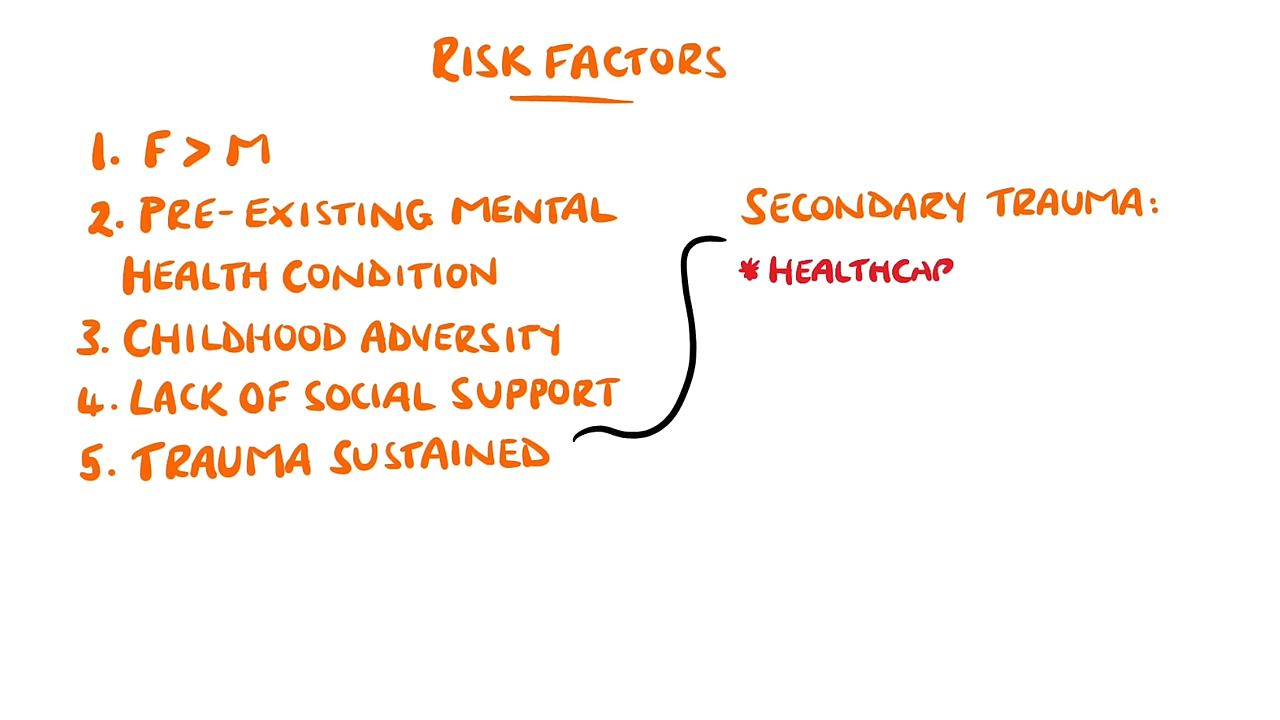 RISK FACTORS
1. F > M
2. PRE-EXISTING MENTAL
HEALTH CONDITION
3. CHILDHOOD ADVERSITY
4. LACK OF SOCIAL SUPPORT
5. TRAUMA SUSTAINED
SECONDARY TRAUMA:
* HEALTHCAR